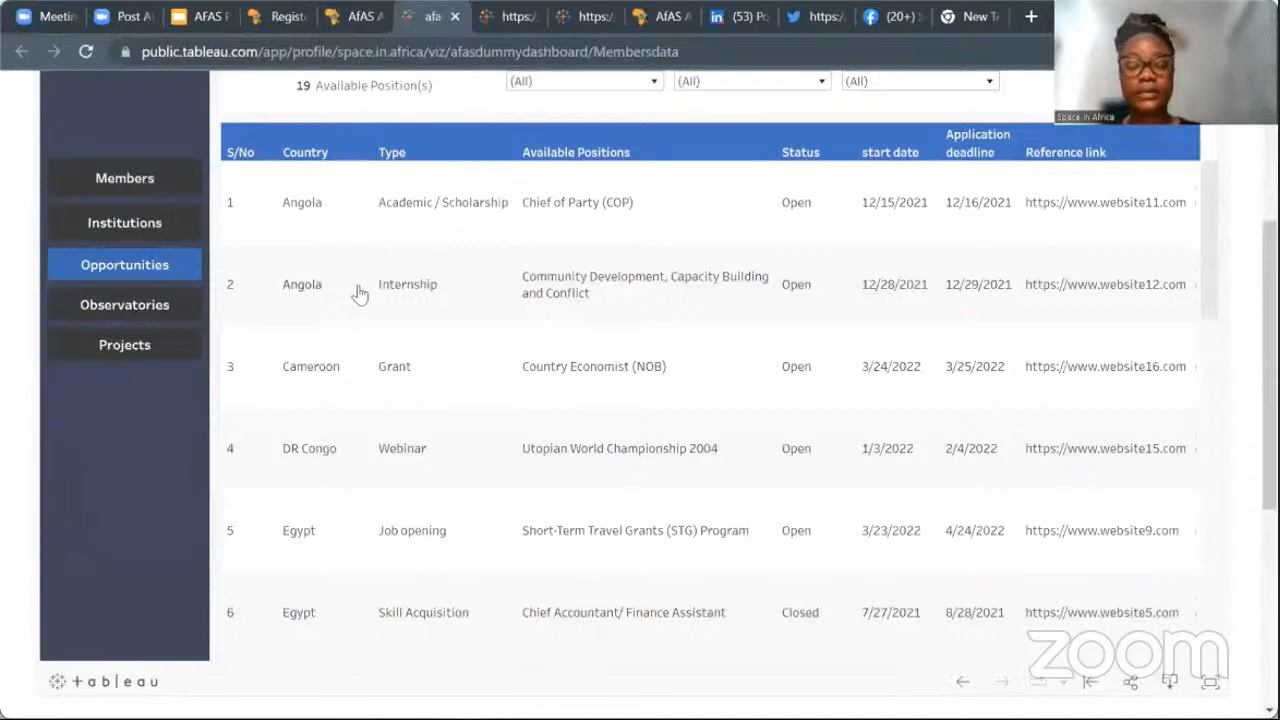 Meetin
Post A
AfAS P
Regist
AfAS A
afa
https:/
https:/
AfAS A
(53) Po
https:/
(20+) S
New Ta
public.tableau.com/app/profile/space.in.africa/viz/afasdummydashboard/Membersdata
19 Available Position(s)
(All)
(All)
(All)
Space in Africa
Members
Institutions
Opportunities
Observatories
Projects
S/No Country Type Available Positions Status start date Application deadline Reference link
1 Angola Academic / Scholarship Chief of Party (COP) Open 12/15/2021 12/16/2021 https://www.website11.com
2 Angola Internship Community Development, Capacity Building and Conflict Open 12/28/2021 12/29/2021 https://www.website12.com
3 Cameroon Grant Country Economist (NOB) Open 3/24/2022 3/25/2022 https://www.website16.com
4 DR Congo Webinar Utopian World Championship 2004 Open 1/3/2022 2/4/2022 https://www.website15.com
5 Egypt Job opening Short-Term Travel Grants (STG) Program Open 3/23/2022 4/24/2022 https://www.website9.com
6 Egypt Skill Acquisition Chief Accountant/ Finance Assistant Closed 7/27/2021 8/28/2021 https://www.website5.com
zoom
+ a b | e a u